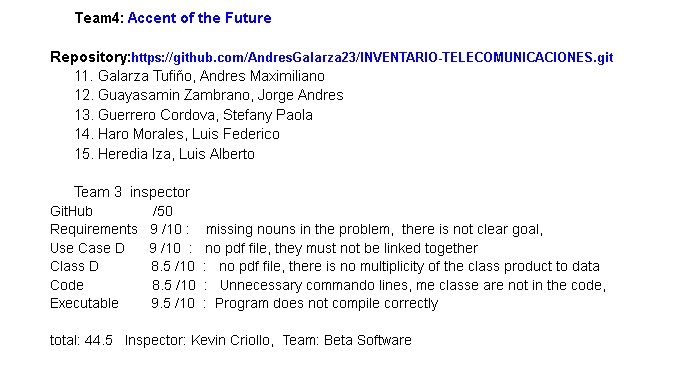 Team4: Accent of the Future
Repository:https://github.com/AndresGalarza23/INVENTARIO-TELECOMUNICACIONES.git
11. Galarza Tufiño, Andres Maximiliano
12. Guayasamin Zambrano, Jorge Andres
13. Guerrero Cordova, Stefany Paola
14. Haro Morales, Luis Federico
15. Heredia Iza, Luis Alberto
Team 3 inspector
GitHub /50
Requirements 9 /10 : missing nouns in the problem, there is not clear goal,
Use Case D 9 /10 : no pdf file, they must not be linked together
Class D 8.5 /10 : no pdf file, there is no multiplicity of the class product to data
Code 8.5 /10 : Unnecessary commando lines, me classe are not in the code,
Executable 9.5 /10 : Program does not compile correctly
total: 44.5 Inspector: Kevin Criollo, Team: Beta Software